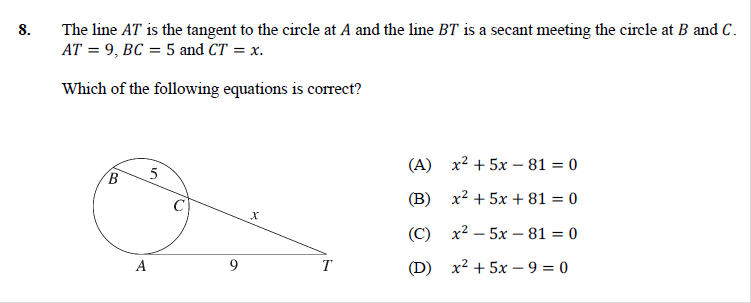 8. The line AT is the tangent to the circle at A and the line BT is a secant meeting the circle at B and C.
AT = 9, BC = 5 and CT = x.
Which of the following equations is correct?
(A) x² + 5x − 81 = 0
B 5
(B) x² + 5x + 81 = 0
C x
(C) x² − 5x − 81 = 0
A 9 T
(D) x² + 5x − 9 = 0